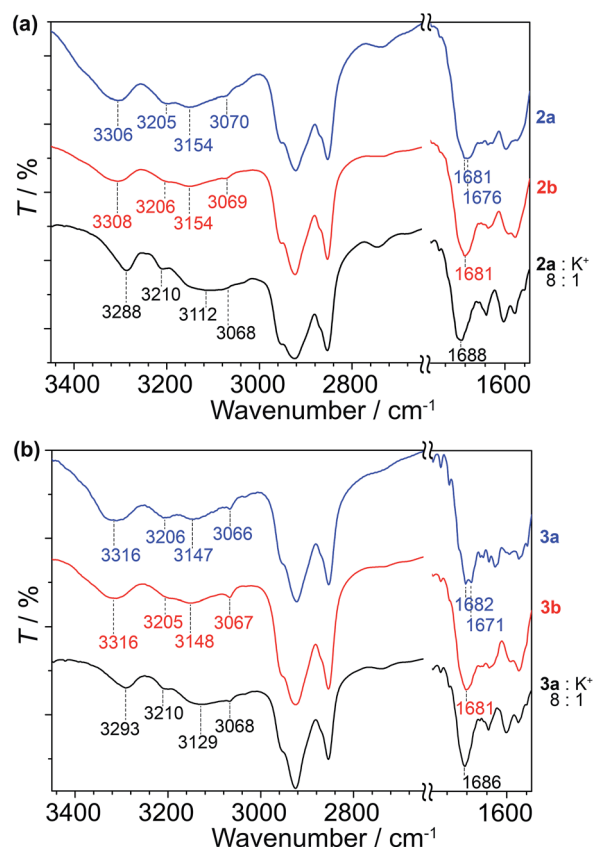 (a)
T / %
3306 3205 3154 3070 1681 1676 2a
3308 3206 3154 3069 1681 2b
3288 3210 3112 3068 1688 2a : K⁺
8 : 1
3400 3200 3000 2800 1600
Wavenumber / cm⁻¹
(b)
T / %
3316 3206 3147 3066 1682 1671 3a
3316 3205 3148 3067 1681 3b
3293 3210 3129 3068 1686 3a : K⁺
8 : 1
3400 3200 3000 2800 1600
Wavenumber / cm⁻¹